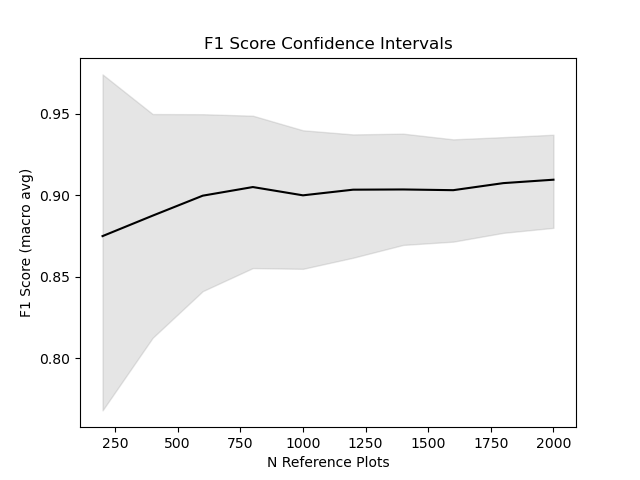 F1 Score Confidence Intervals
F1 Score (macro avg)
0.95
0.90
0.85
0.80
250 500 750 1000 1250 1500 1750 2000
N Reference Plots